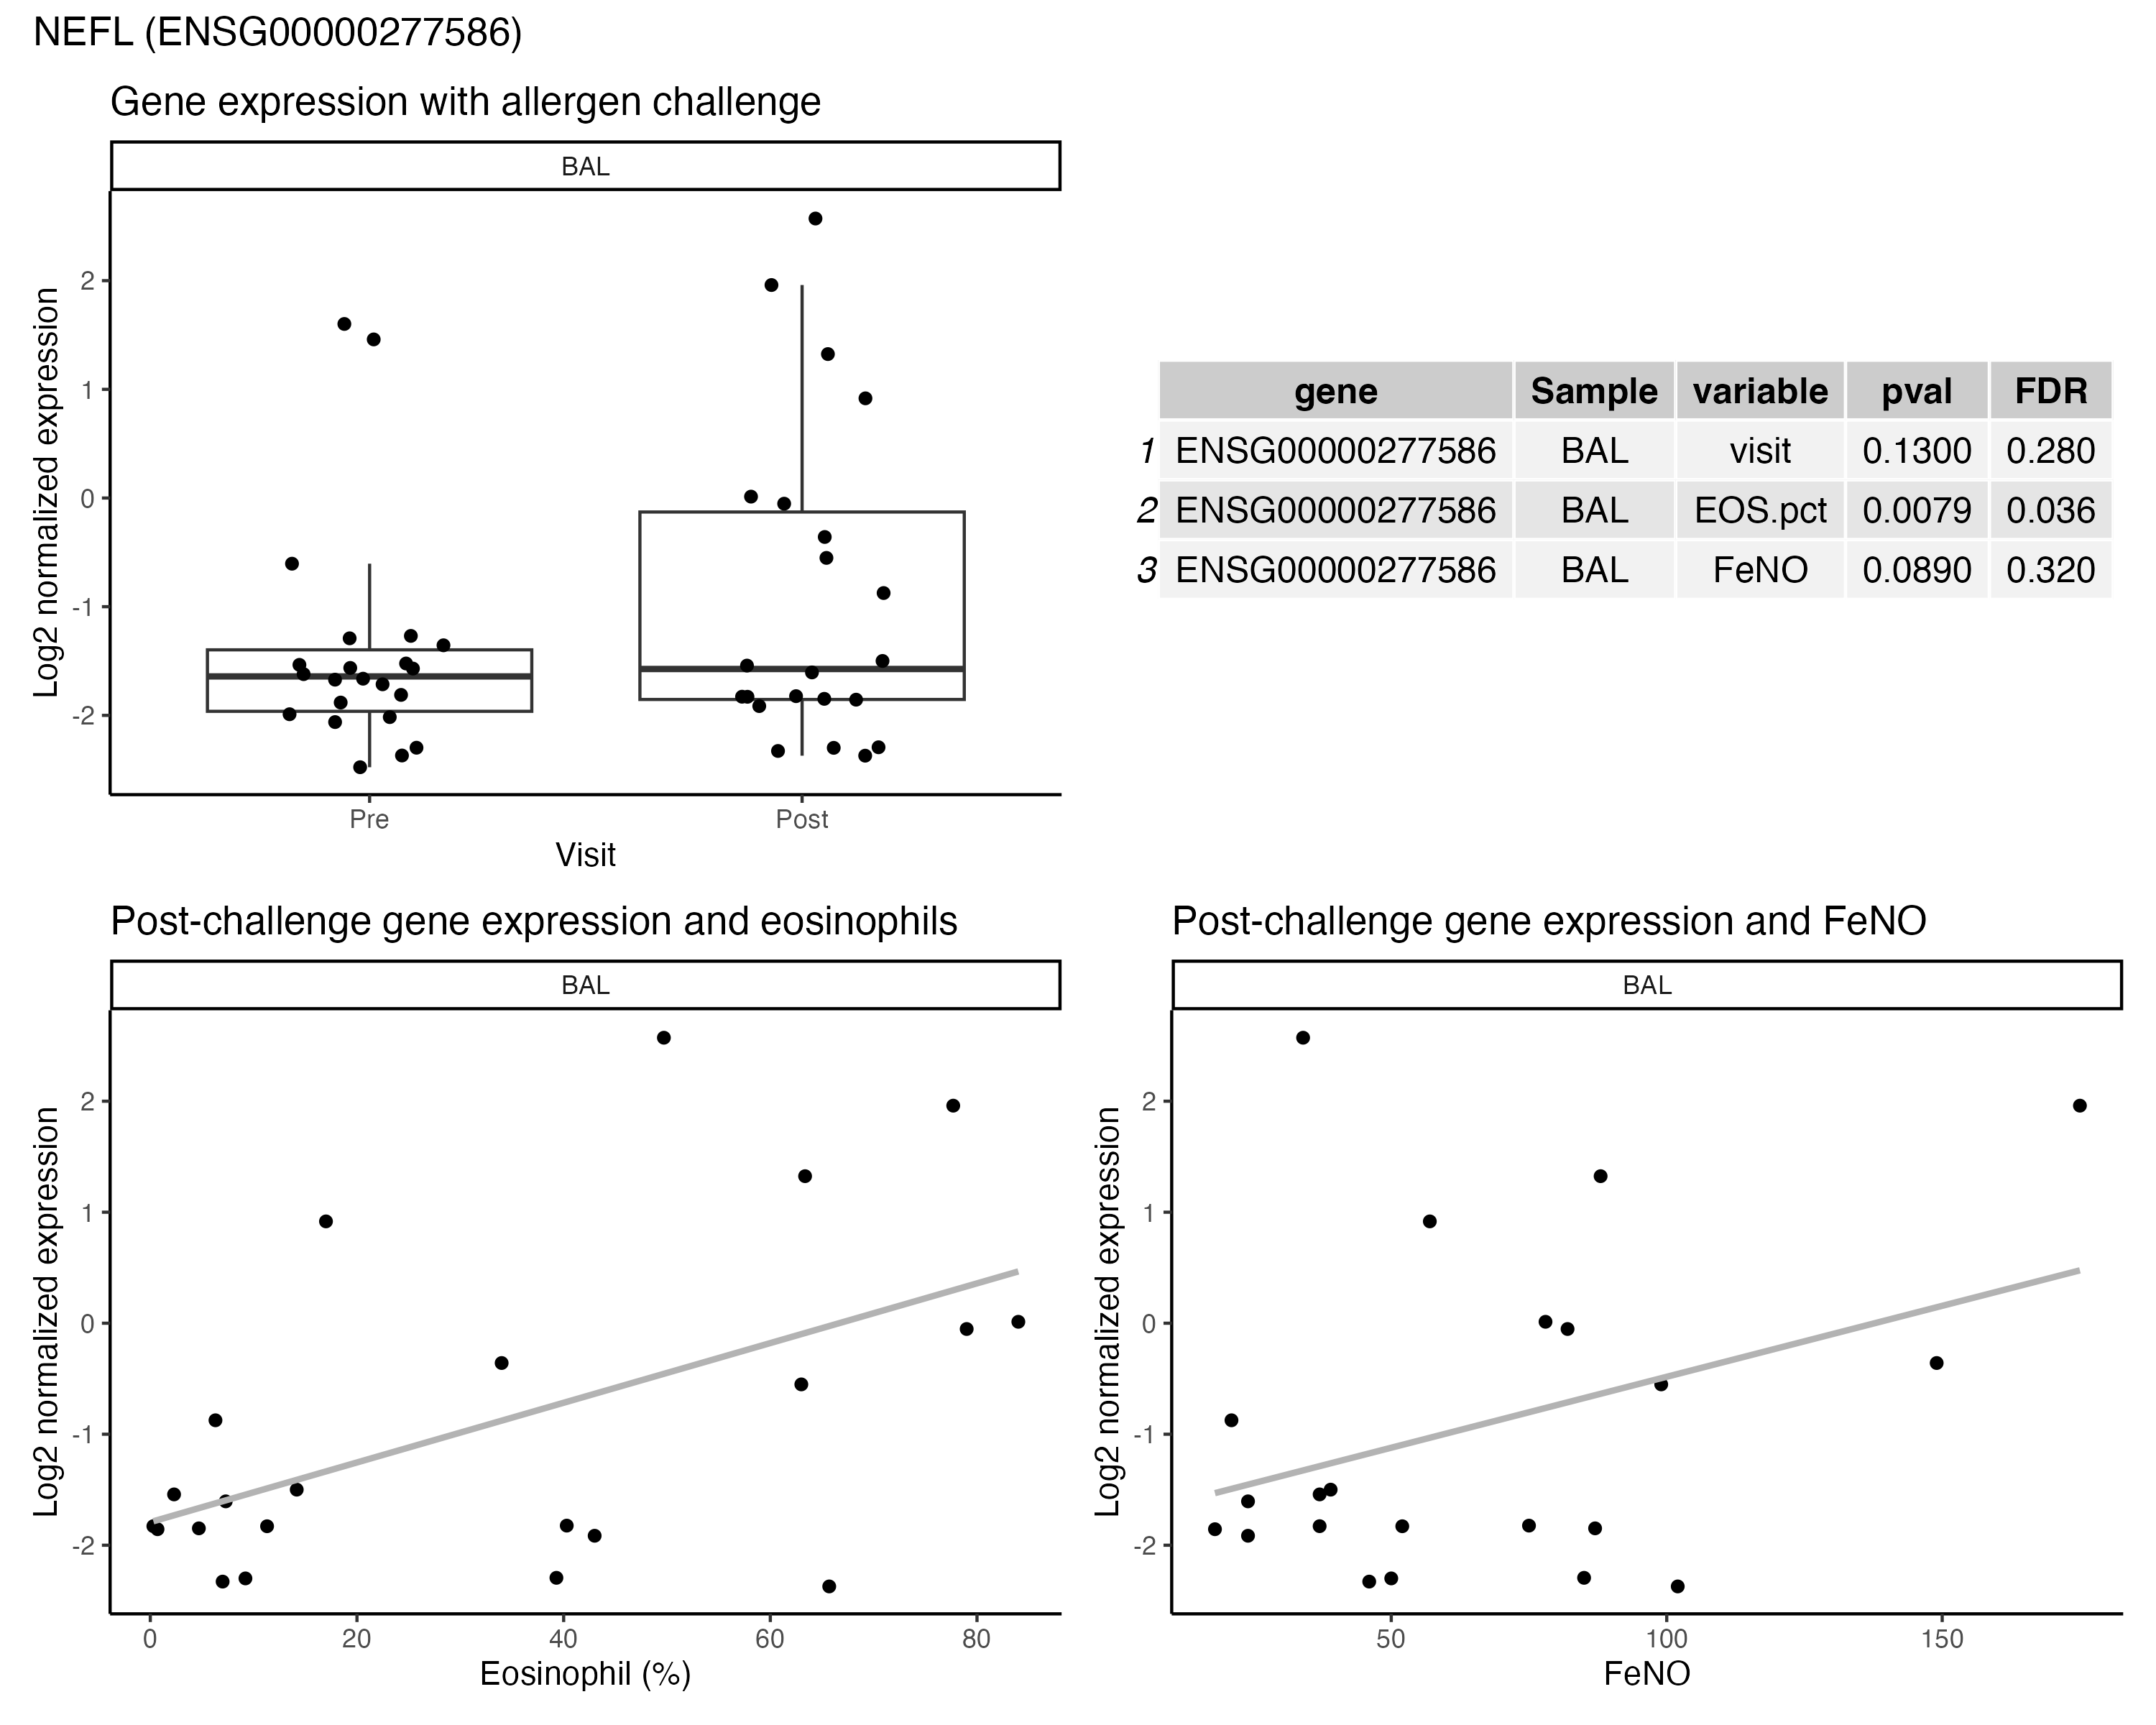 NEFL (ENSG00000277586)
Gene expression with allergen challenge
BAL
Log2 normalized expression
2
1
0
-1
-2
Pre Post
Visit
gene Sample variable pval FDR
1 ENSG00000277586 BAL visit 0.1300 0.280
2 ENSG00000277586 BAL EOS.pct 0.0079 0.036
3 ENSG00000277586 BAL FeNO 0.0890 0.320
Post-challenge gene expression and eosinophils
BAL
Log2 normalized expression
2
1
0
-1
-2
0 20 40 60 80
Eosinophil (%)
Post-challenge gene expression and FeNO
BAL
Log2 normalized expression
2
1
0
-1
-2
50 100 150
FeNO